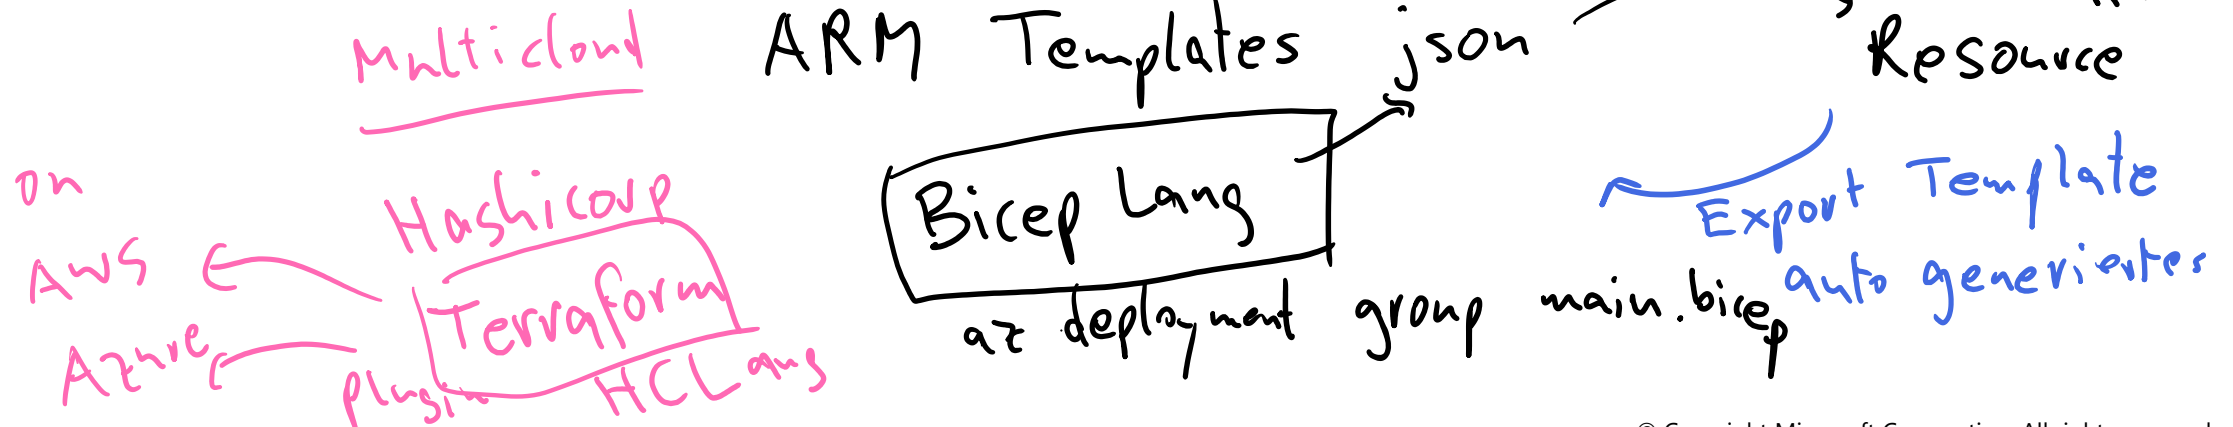 Multicloud
ARM Templates json
Resource
on
Hashicorp
Bicep Lang
Export Template
AWS
Terraform
auto generiertes
az deployment group main.bicep
Azure
plugin
HCLang